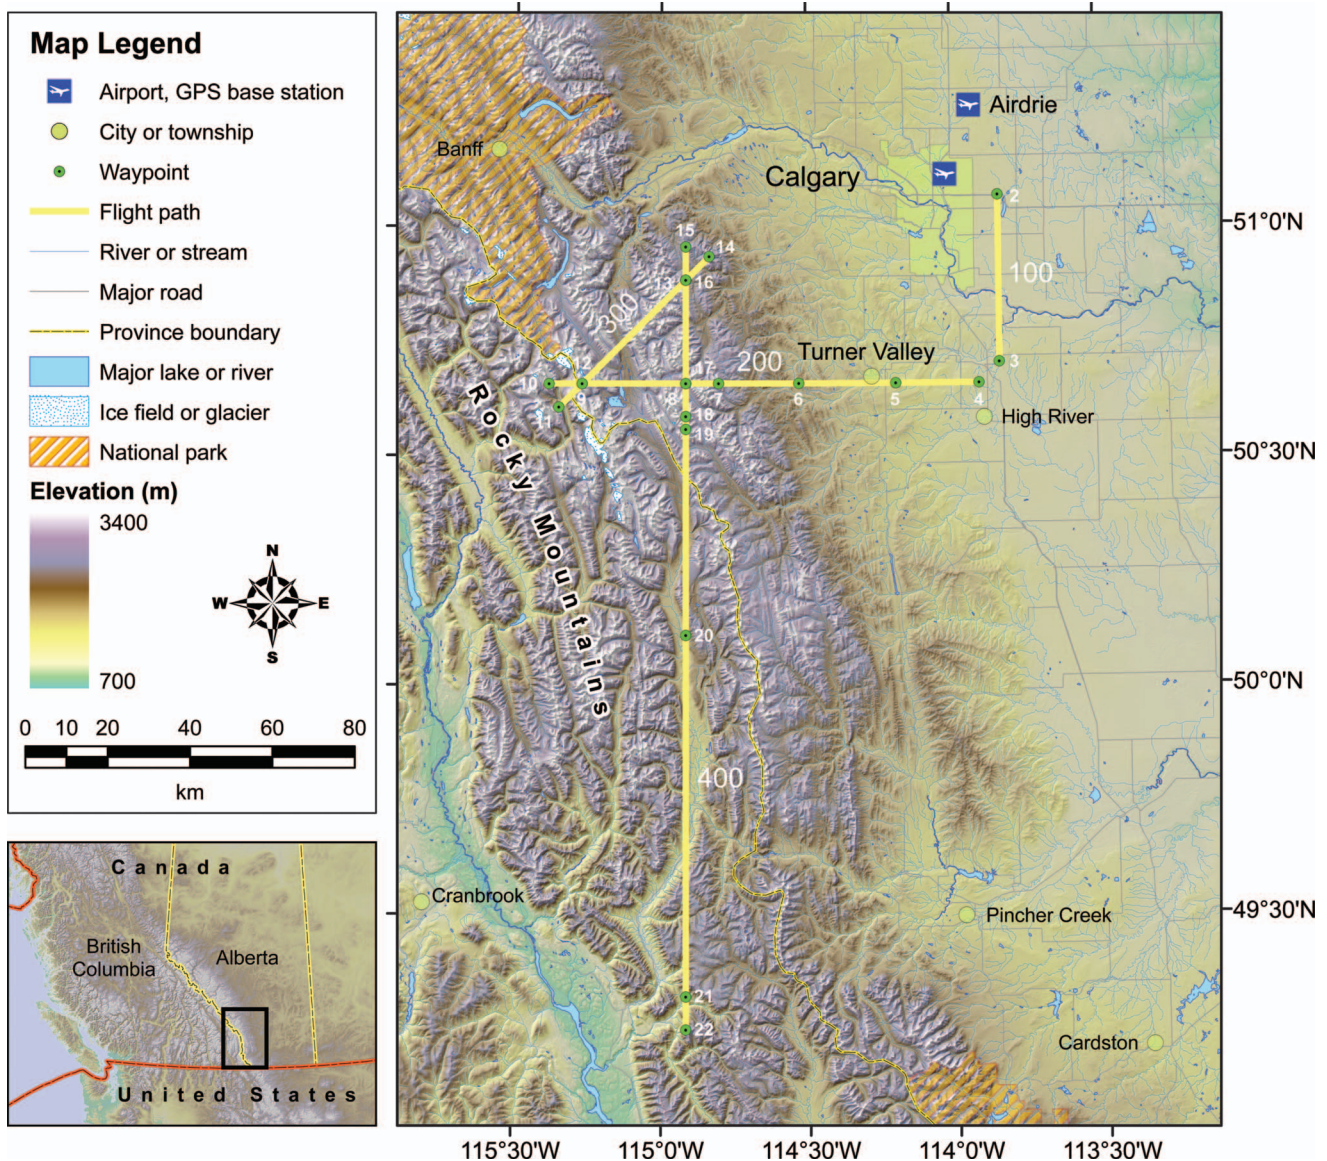 Map Legend
Airport, GPS base station
City or township
Waypoint
Flight path
River or stream
Major road
Province boundary
Major lake or river
Ice field or glacier
National park
Elevation (m)
3400
700
N
W E
S
0 10 20 40 60 80
km
Canada
British
Columbia
Alberta
United States
Airdrie
Banff
Calgary
2
51°0'N
15
14
13 16
100
300
Turner Valley
3
200
12
17
10
9
8
7
6
5
4
11
18
High River
19
50°30'N
Rocky Mountains
20
50°0'N
400
Cranbrook
Pincher Creek
49°30'N
21
22
Cardston
115°30'W 115°0'W 114°30'W 114°0'W 113°30'W